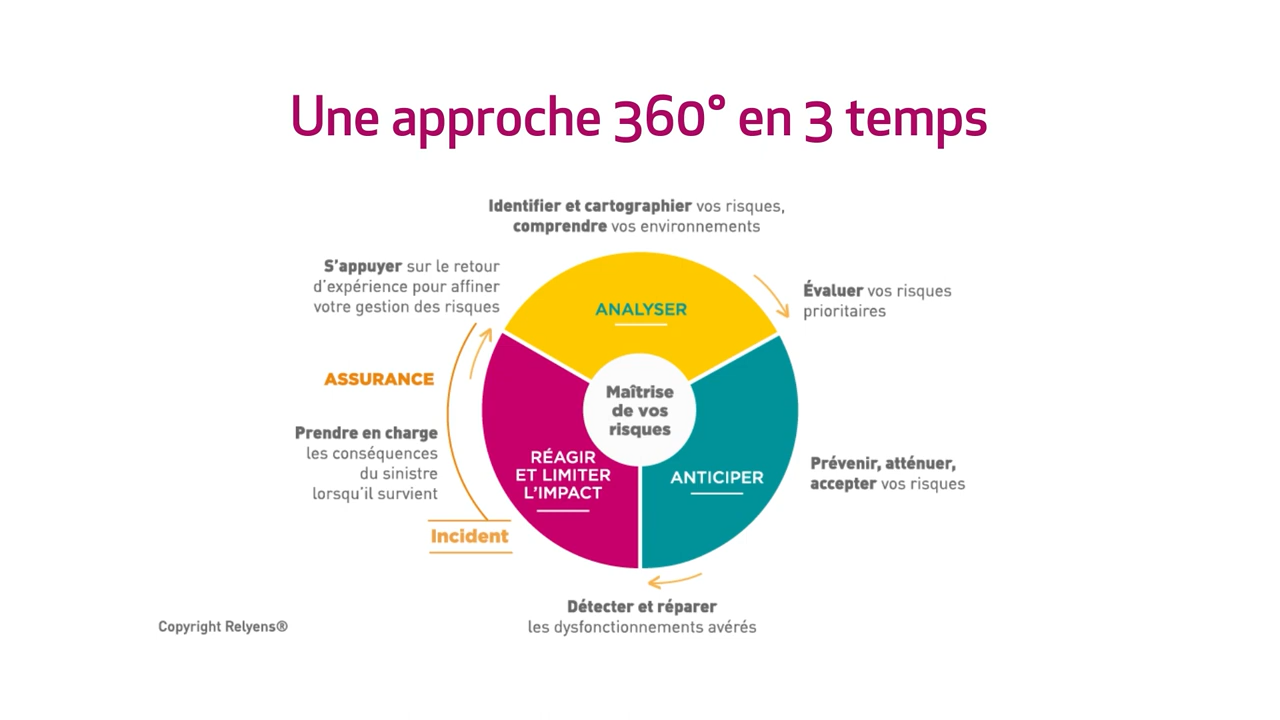 Une approche 360° en 3 temps
Identifier et cartographier vos risques,
comprendre vos environnements
S'appuyer sur le retour
d'expérience pour affiner
votre gestion des risques
ANALYSER
Évaluer vos risques
prioritaires
ASSURANCE
Maîtrise
de vos
risques
Prendre en charge
les conséquences
du sinistre
lorsqu'il survient
RÉAGIR
ET LIMITER
L'IMPACT
ANTICIPER
Prévenir, atténuer,
accepter vos risques
Incident
Détecter et réparer
les dysfonctionnements avérés
Copyright Relyens®